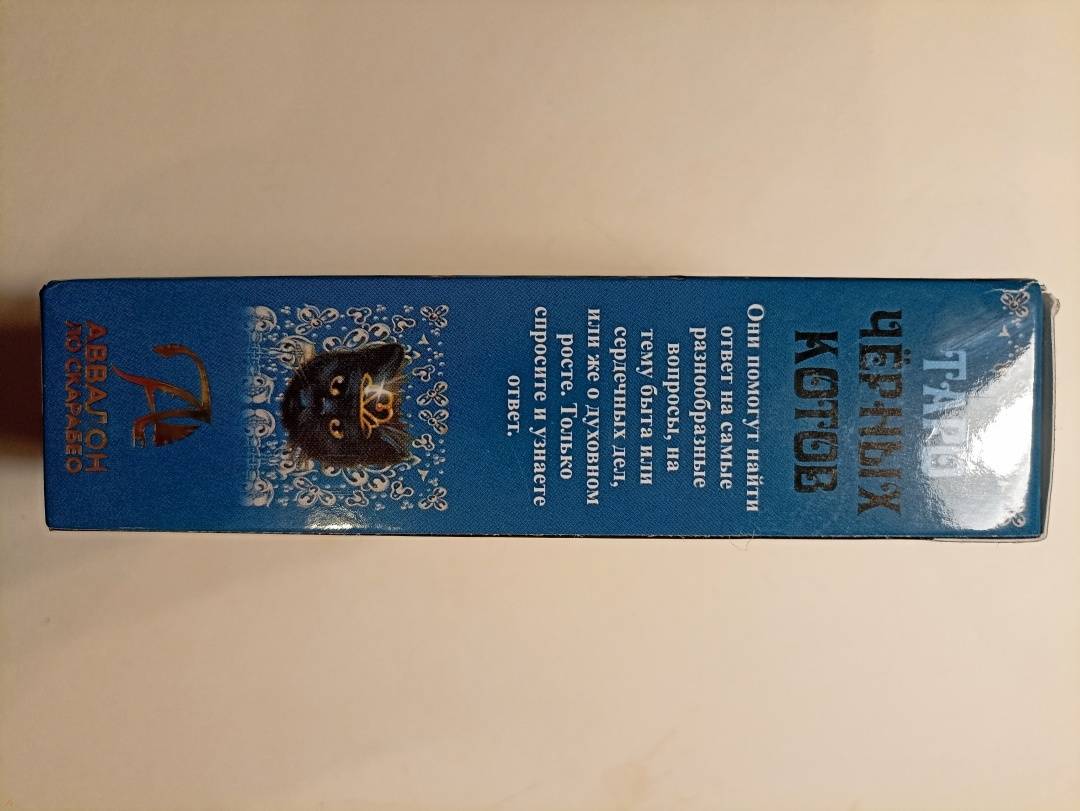 ТАРО
ЧЁРНЫХ
КОТОВ
Они помогут найти
ответ на самые
разнообразные
вопросы, на
тему быта или
сердечных дел,
или же о духовном
росте. Только
спросите и узнаете
ответ.
АВВАЛОН
ЛО СКАРАБЕО